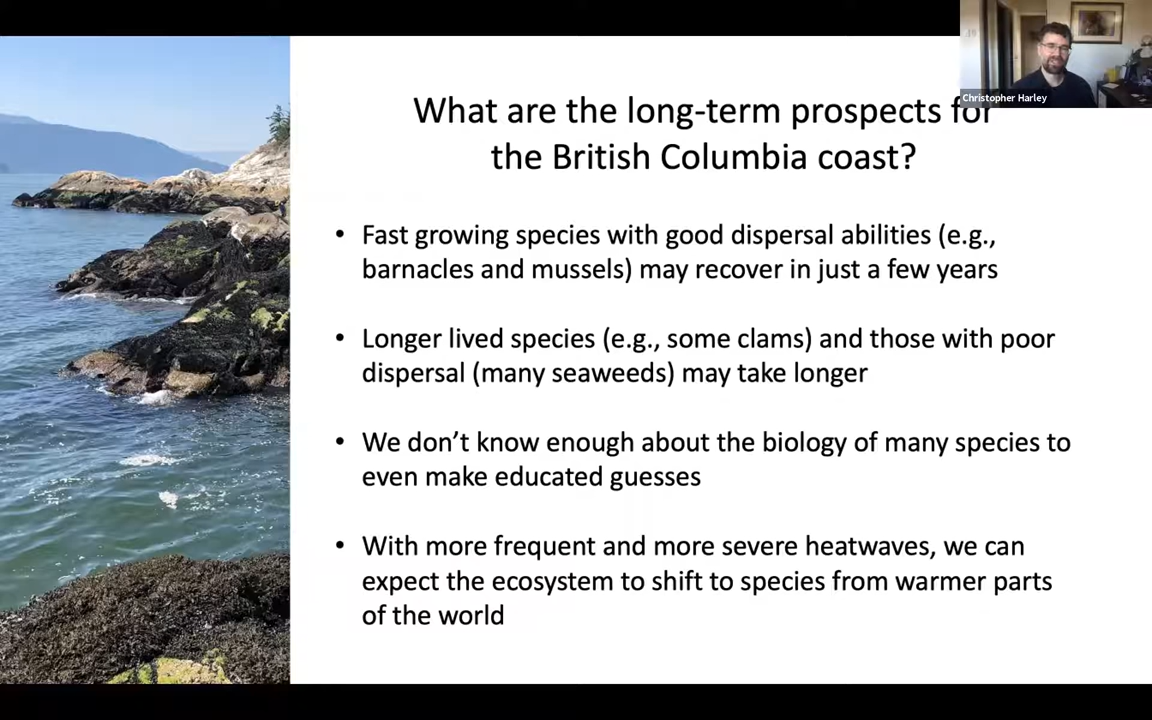 Christopher Harley
What are the long-term prospects for
the British Columbia coast?
• Fast growing species with good dispersal abilities (e.g.,
barnacles and mussels) may recover in just a few years
• Longer lived species (e.g., some clams) and those with poor
dispersal (many seaweeds) may take longer
• We don’t know enough about the biology of many species to
even make educated guesses
• With more frequent and more severe heatwaves, we can
expect the ecosystem to shift to species from warmer parts
of the world